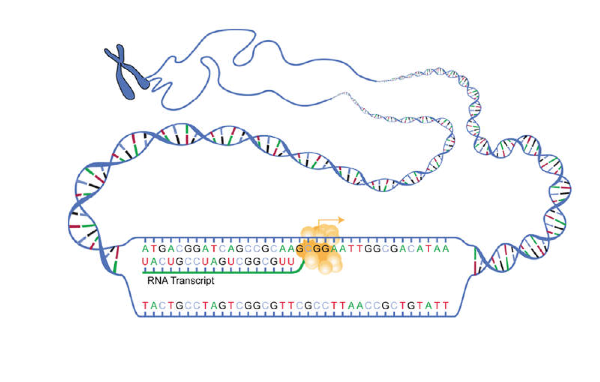 ATGACGGATCAGCCGCAAGCGGAATTGGCGACATAA
UACUGCCUAGUCGGCGUU
RNA Transcript
TACTGCCTAGTCGGCGTTCGCCTTAACCGCTGTATT